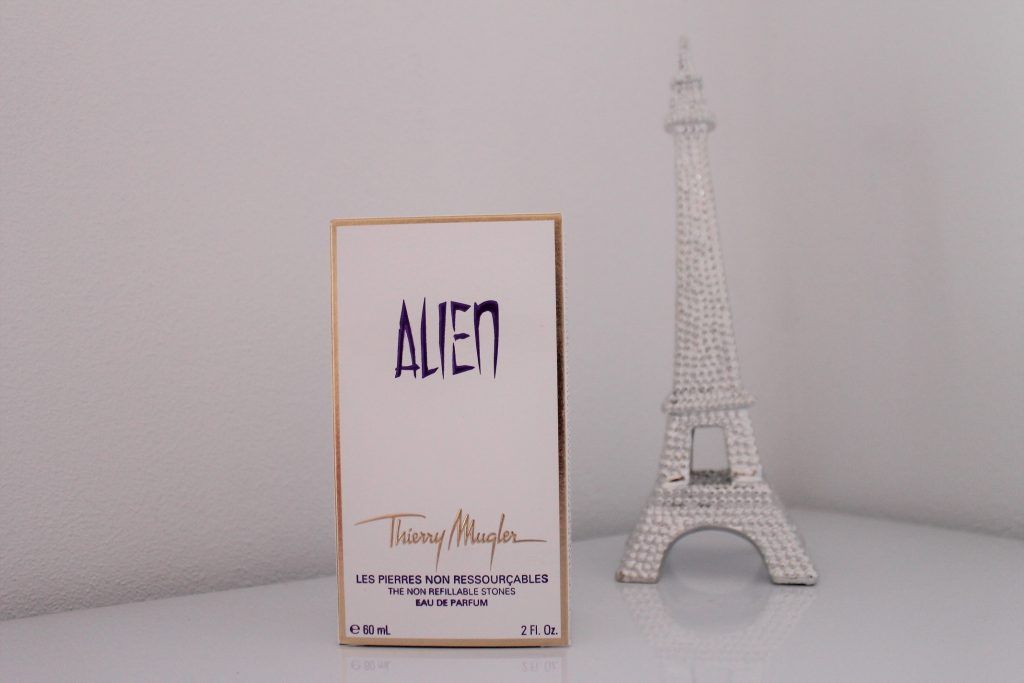 ALIEN
Thierry Mugler
LES PIERRES NON RESSOURÇABLES
THE NON REFILLABLE STONES
EAU DE PARFUM
℮ 60 mL 2 Fl. Oz.